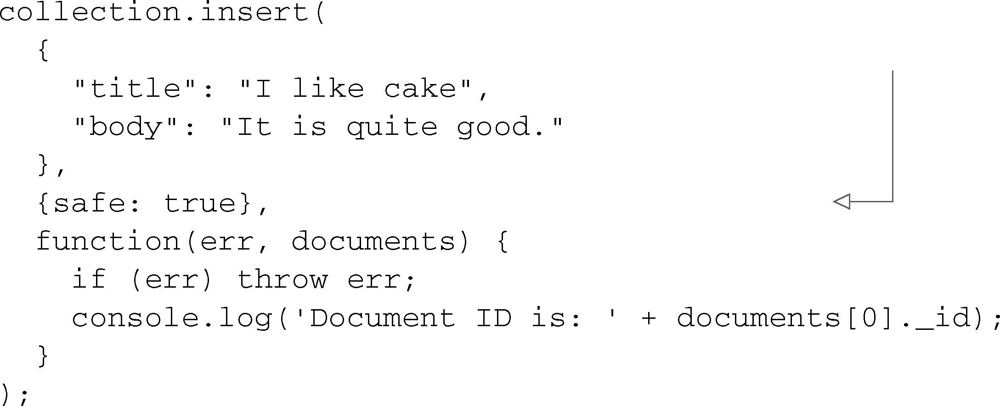 collection.insert(
  {
    "title": "I like cake",
    "body": "It is quite good."
  },
  {safe: true},
  function(err, documents) {
    if (err) throw err;
    console.log('Document ID is: ' + documents[0]._id);
  }
);